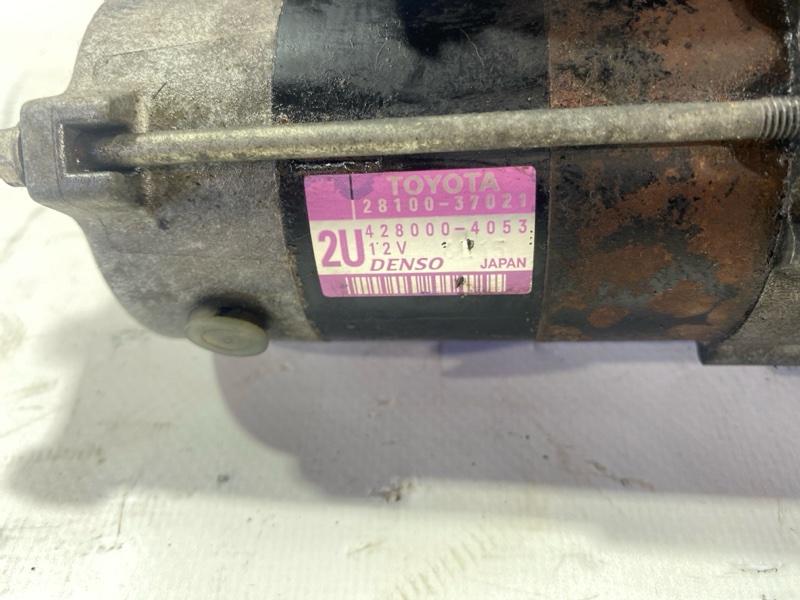 TOYOTA
28100-37021
2U
428000-4053
12V
DENSO JAPAN